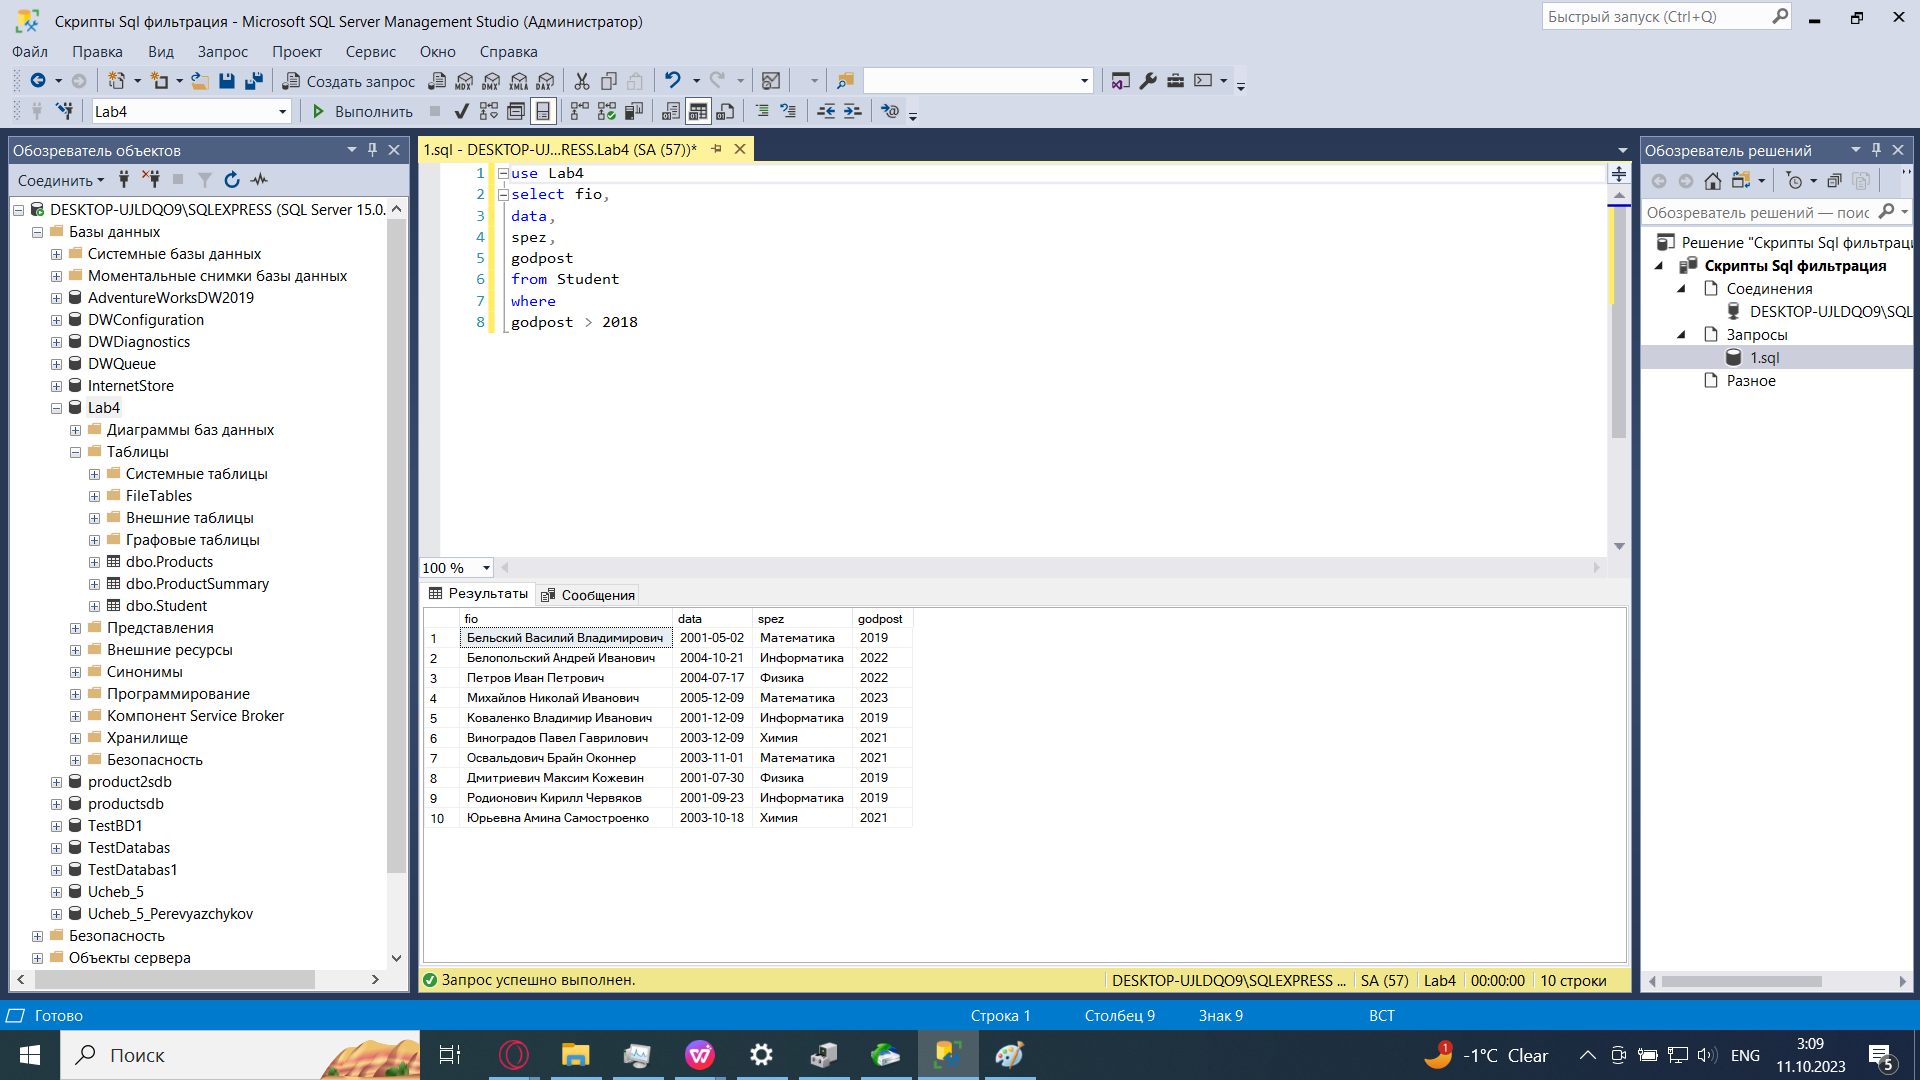 Скрипты Sql фильтрация - Microsoft SQL Server Management Studio (Администратор)
Быстрый запуск (Ctrl+Q)
Файл Правка Вид Запрос Проект Сервис Окно Справка
Создать запрос
MDX DMX XMLA DAX
Lab4
Выполнить
Обозреватель объектов
Соединить
DESKTOP-UJLDQO9\SQLEXPRESS (SQL Server 15.0.
Базы данных
Системные базы данных
Моментальные снимки базы данных
AdventureWorksDW2019
DWConfiguration
DWDiagnostics
DWQueue
InternetStore
Lab4
Диаграммы баз данных
Таблицы
Системные таблицы
FileTables
Внешние таблицы
Графовые таблицы
dbo.Products
dbo.ProductSummary
dbo.Student
Представления
Внешние ресурсы
Синонимы
Программирование
Компонент Service Broker
Хранилище
Безопасность
product2sdb
productsdb
TestBD1
TestDatabas
TestDatabas1
Ucheb_5
Ucheb_5_Perevyazchykov
Безопасность
Объекты сервера
1.sql - DESKTOP-UJ...RESS.Lab4 (SA (57))*
1 use Lab4
2 select fio,
3 data,
4 spez,
5 godpost
6 from Student
7 where
8 godpost > 2018
100 %
Результаты Сообщения
fio data spez godpost
1 Бельский Василий Владимирович 2001-05-02 Математика 2019
2 Белопольский Андрей Иванович 2004-10-21 Информатика 2022
3 Петров Иван Петрович 2004-07-17 Физика 2022
4 Михайлов Николай Иванович 2005-12-09 Математика 2023
5 Коваленко Владимир Иванович 2001-12-09 Информатика 2019
6 Виноградов Павел Гаврилович 2003-12-09 Химия 2021
7 Освальдович Брайн Оконнер 2003-11-01 Математика 2021
8 Дмитриевич Максим Кожевин 2001-07-30 Физика 2019
9 Родионович Кирилл Червяков 2001-09-23 Информатика 2019
10 Юрьевна Амина Самостроенко 2003-10-18 Химия 2021
Запрос успешно выполнен.
DESKTOP-UJLDQO9\SQLEXPRESS ... SA (57) Lab4 00:00:00 10 строки
Обозреватель решений
Обозреватель решений — поис
Решение "Скрипты Sql фильтраци
Скрипты Sql фильтрация
Соединения
DESKTOP-UJLDQO9\SQL
Запросы
1.sql
Разное
Готово Строка 1 Столбец 9 Знак 9 ВСТ
Поиск
1
-1°C Clear
ENG
3:09
11.10.2023
5